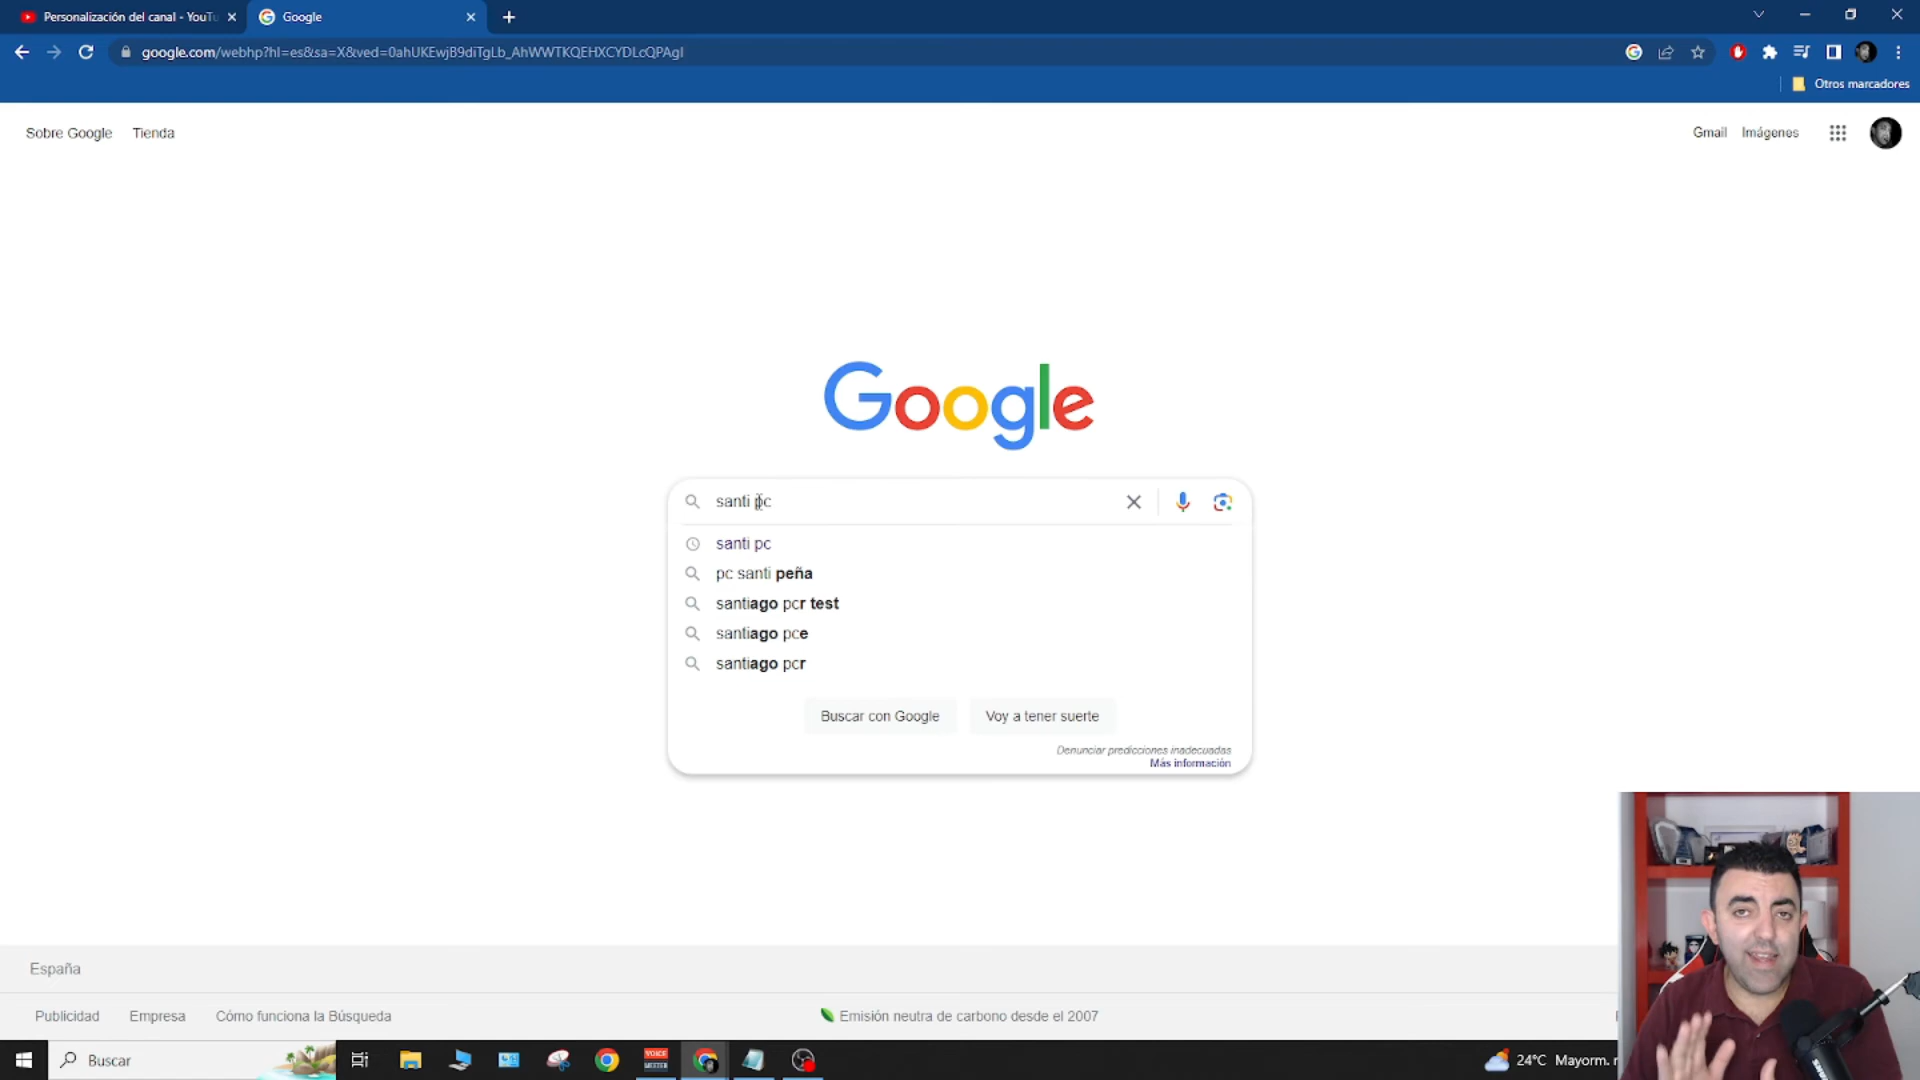 Personalización del canal - YouTu
Google
google.com/webhp?hl=es&sa=X&ved=0ahUKEwjB9diTgLb_AhWWTKQEHXCYDLcQPAgI
Otros marcadores
Sobre Google Tienda
Gmail Imágenes
Google
santi pc
santi pc
pc santi peña
santiago pcr test
santiago pce
santiago pcr
Buscar con Google Voy a tener suerte
Denunciar predicciones inadecuadas
Más información
España
Publicidad Empresa Cómo funciona la Búsqueda
Emisión neutra de carbono desde el 2007
Buscar
VOICE
MEETER
24°C Mayorm.